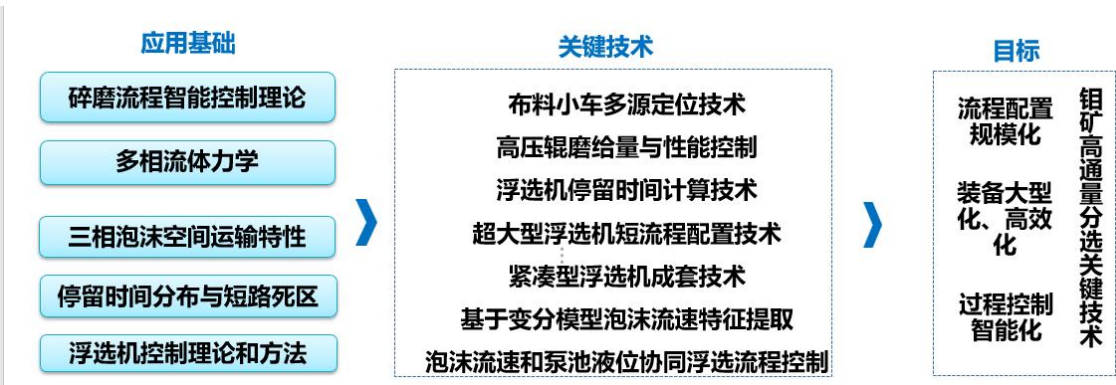 应用基础
碎磨流程智能控制理论
多相流体力学
三相泡沫空间运输特性
停留时间分布与短路死区
浮选机控制理论和方法
关键技术
布料小车多源定位技术
高压辊磨给量与性能控制
浮选机停留时间计算技术
超大型浮选机短流程配置技术
紧凑型浮选机成套技术
基于变分模型泡沫流速特征提取
泡沫流速和泵池液位协同浮选流程控制
目标
流程配置
规模化
装备大型
化、高效
化
过程控制
智能化
钼矿高通量分选关键技术